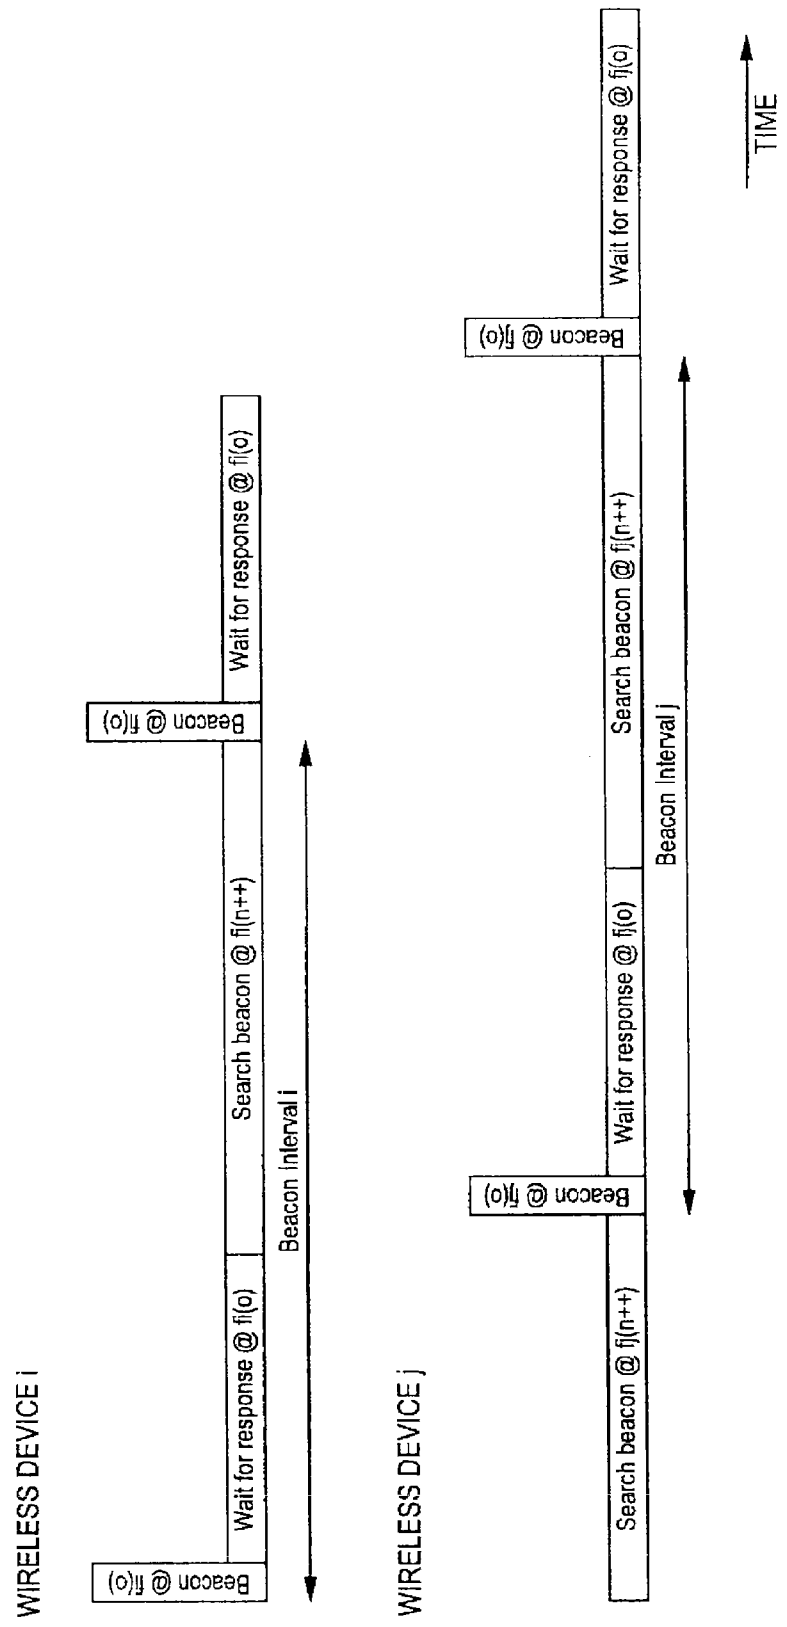 WIRELESS DEVICE i
Beacon @ fi(o)
Wait for response @ fi(o)
Search beacon @ fi(n++)
Beacon @ fi(o)
Wait for response @ fi(o)
Beacon Interval i
WIRELESS DEVICE j
Search beacon @ fj(n++)
Beacon @ fj(o)
Wait for response @ fj(o)
Search beacon @ fj(n++)
Beacon @ fj(o)
Wait for response @ fj(o)
Beacon Interval j
TIME